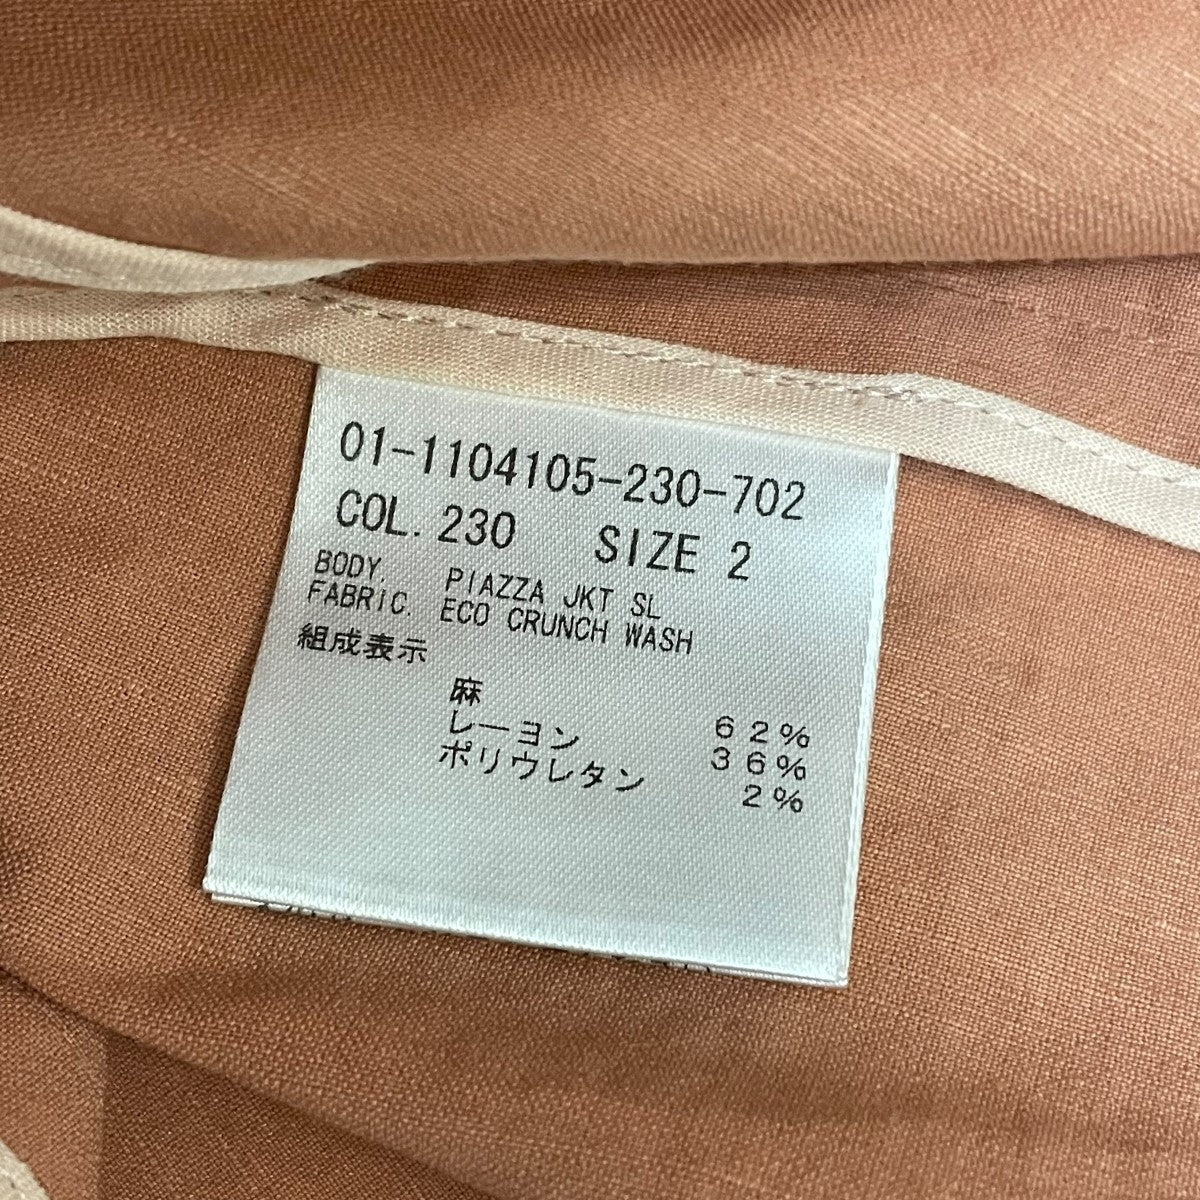 01-1104105-230-702
COL. 230 SIZE 2
BODY. PIAZZA JKT SL
FABRIC. ECO CRUNCH WASH
組成表示
麻 62%
レーヨン 36%
ポリウレタン 2%